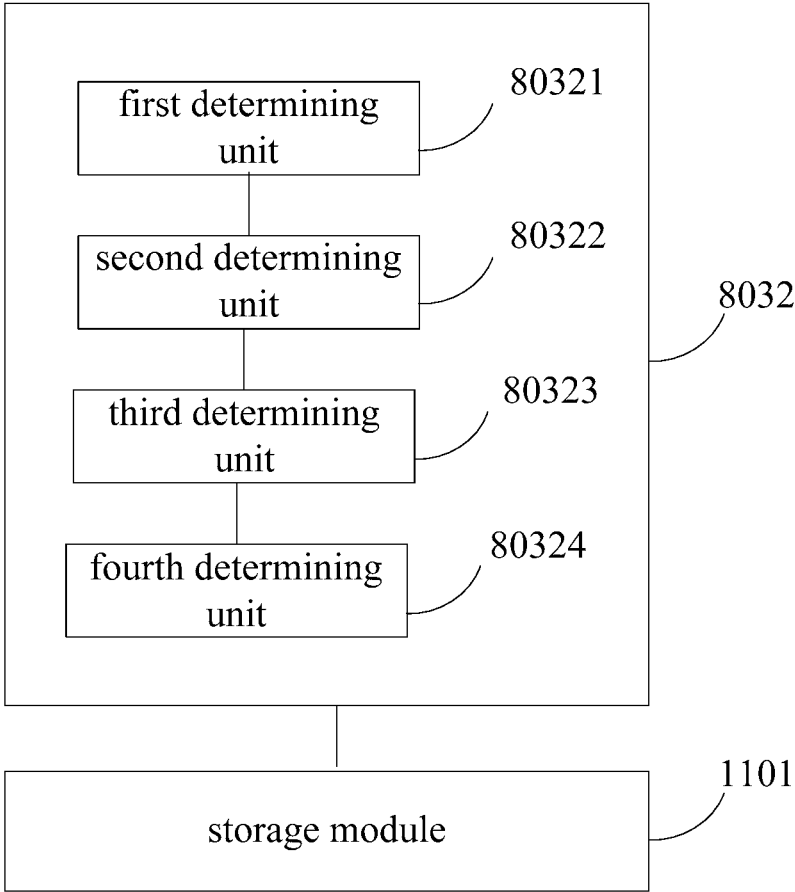 80321
first determining
unit
80322
second determining
unit
8032
80323
third determining
unit
80324
fourth determining
unit
1101
storage module